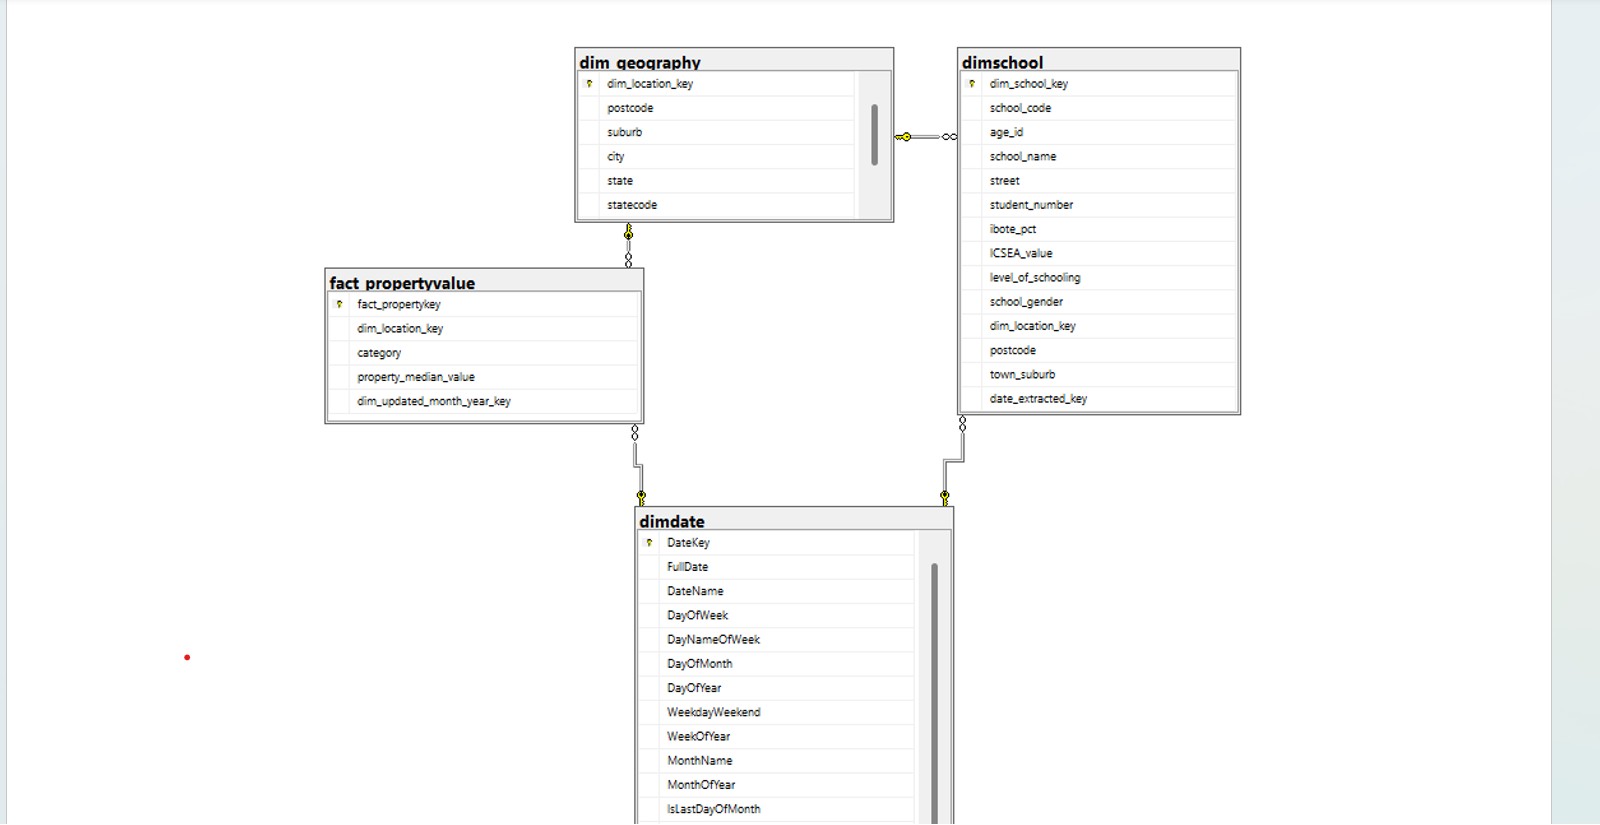 dim_geography
dim_location_key
postcode
suburb
city
state
statecode
dimschool
dim_school_key
school_code
age_id
school_name
street
student_number
ibote_pct
ICSEA_value
level_of_schooling
school_gender
dim_location_key
postcode
town_suburb
date_extracted_key
fact_propertyvalue
fact_propertykey
dim_location_key
category
property_median_value
dim_updated_month_year_key
dimdate
DateKey
FullDate
DateName
DayOfWeek
DayNameOfWeek
DayOfMonth
DayOfYear
WeekdayWeekend
WeekOfYear
MonthName
MonthOfYear
IsLastDayOfMonth